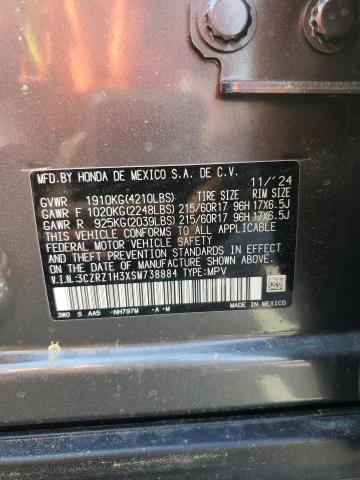 MFD.BY HONDA DE MEXICO S.A. DE C.V.
11/'24
GVWR 1910KG(4210LBS) TIRE SIZE RIM SIZE
GAWR F 1020KG(2248LBS) 215/60R17 96H 17X6.5J
GAWR R 925KG(2039LBS) 215/60R17 96H 17X6.5J
THIS VEHICLE CONFORMS TO ALL APPLICABLE
FEDERAL MOTOR VEHICLE SAFETY AND THEFT
PREVENTION STANDARDS IN EFFECT ON THE DATE
OF MANUFACTURE SHOWN ABOVE.
V.I.N.:3CZRZ1H3XSM738884 TYPE:MPV
3W0 S AA5 -NH797M -A -M
MADE IN MEXICO